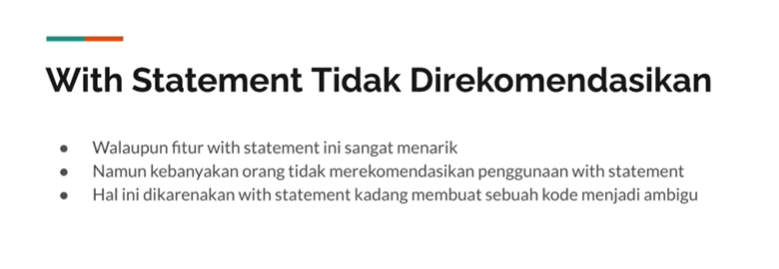 With Statement Tidak Direkomendasikan
● Walaupun fitur with statement ini sangat menarik
● Namun kebanyakan orang tidak merekomendasikan penggunaan with statement
● Hal ini dikarenakan with statement kadang membuat sebuah kode menjadi ambigu